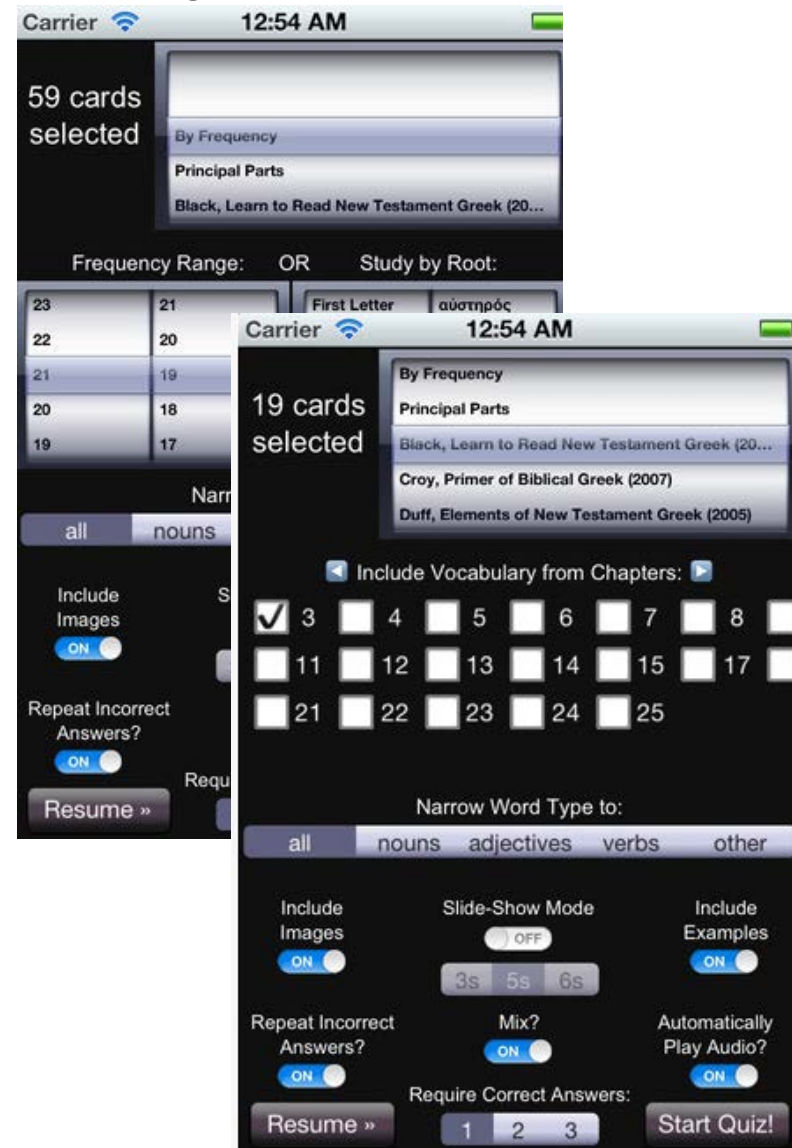 Carrier 12:54 AM
59 cards
selected
By Frequency
Principal Parts
Black, Learn to Read New Testament Greek (20...
Frequency Range: OR Study by Root:
23 21 First Letter αὐστηρός
22 20
21 19
20 18
19 17
Narr
all nouns
Include
Images
S
ON
Repeat Incorrect
Answers?
ON
Requ
Resume »
Carrier 12:54 AM
19 cards
selected
By Frequency
Principal Parts
Black, Learn to Read New Testament Greek (20...
Croy, Primer of Biblical Greek (2007)
Duff, Elements of New Testament Greek (2005)
Include Vocabulary from Chapters:
3 4 5 6 7 8
11 12 13 14 15 17
21 22 23 24 25
Narrow Word Type to:
all nouns adjectives verbs other
Include Slide-Show Mode Include
Images OFF Examples
ON 3s 5s 6s ON
Repeat Incorrect Mix? Automatically
Answers? ON Play Audio?
ON ON
Require Correct Answers:
Resume » 1 2 3 Start Quiz!